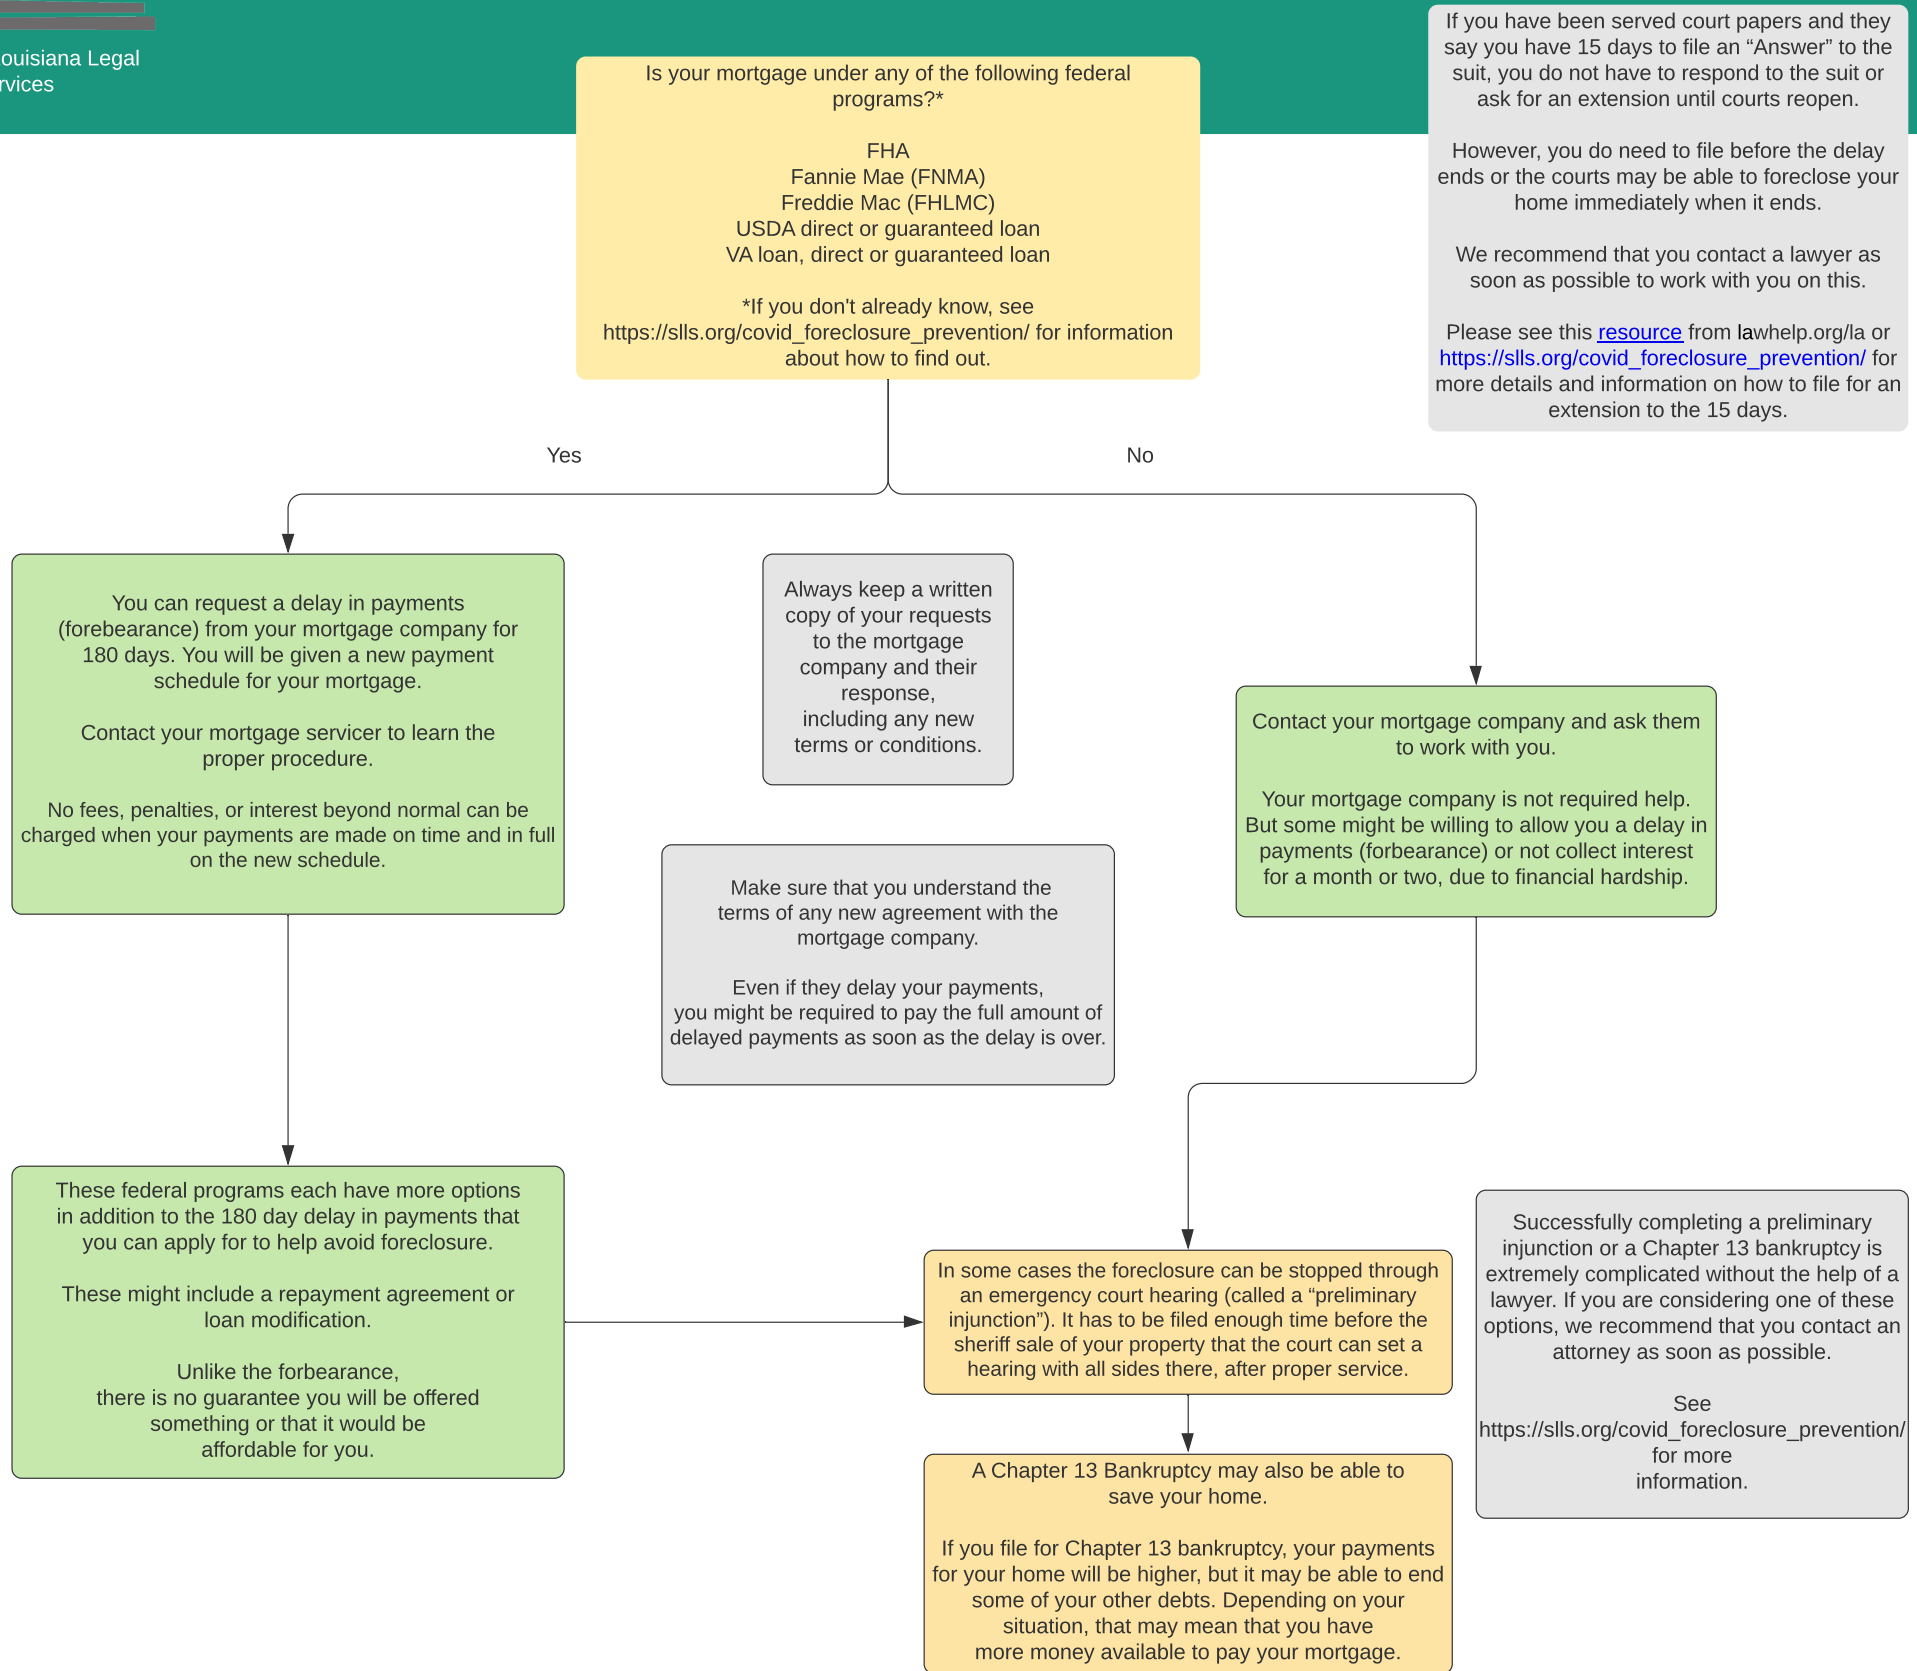 ouisiana Legal
rvices
Is your mortgage under any of the following federal
programs?*
FHA
Fannie Mae (FNMA)
Freddie Mac (FHLMC)
USDA direct or guaranteed loan
VA loan, direct or guaranteed loan
*If you don't already know, see
https://slls.org/covid_foreclosure_prevention/ for information
about how to find out.
If you have been served court papers and they
say you have 15 days to file an “Answer” to the
suit, you do not have to respond to the suit or
ask for an extension until courts reopen.
However, you do need to file before the delay
ends or the courts may be able to foreclose your
home immediately when it ends.
We recommend that you contact a lawyer as
soon as possible to work with you on this.
Please see this resource from lawhelp.org/la or
https://slls.org/covid_foreclosure_prevention/ for
more details and information on how to file for an
extension to the 15 days.
Yes
No
You can request a delay in payments
(forebearance) from your mortgage company for
180 days. You will be given a new payment
schedule for your mortgage.
Contact your mortgage servicer to learn the
proper procedure.
No fees, penalties, or interest beyond normal can be
charged when your payments are made on time and in full
on the new schedule.
Always keep a written
copy of your requests
to the mortgage
company and their
response,
including any new
terms or conditions.
Contact your mortgage company and ask them
to work with you.
Your mortgage company is not required help.
But some might be willing to allow you a delay in
payments (forbearance) or not collect interest
for a month or two, due to financial hardship.
Make sure that you understand the
terms of any new agreement with the
mortgage company.
Even if they delay your payments,
you might be required to pay the full amount of
delayed payments as soon as the delay is over.
These federal programs each have more options
in addition to the 180 day delay in payments that
you can apply for to help avoid foreclosure.
These might include a repayment agreement or
loan modification.
Unlike the forbearance,
there is no guarantee you will be offered
something or that it would be
affordable for you.
In some cases the foreclosure can be stopped through
an emergency court hearing (called a “preliminary
injunction”). It has to be filed enough time before the
sheriff sale of your property that the court can set a
hearing with all sides there, after proper service.
Successfully completing a preliminary
injunction or a Chapter 13 bankruptcy is
extremely complicated without the help of a
lawyer. If you are considering one of these
options, we recommend that you contact an
attorney as soon as possible.
See
https://slls.org/covid_foreclosure_prevention/
for more
information.
A Chapter 13 Bankruptcy may also be able to
save your home.
If you file for Chapter 13 bankruptcy, your payments
for your home will be higher, but it may be able to end
some of your other debts. Depending on your
situation, that may mean that you have
more money available to pay your mortgage.